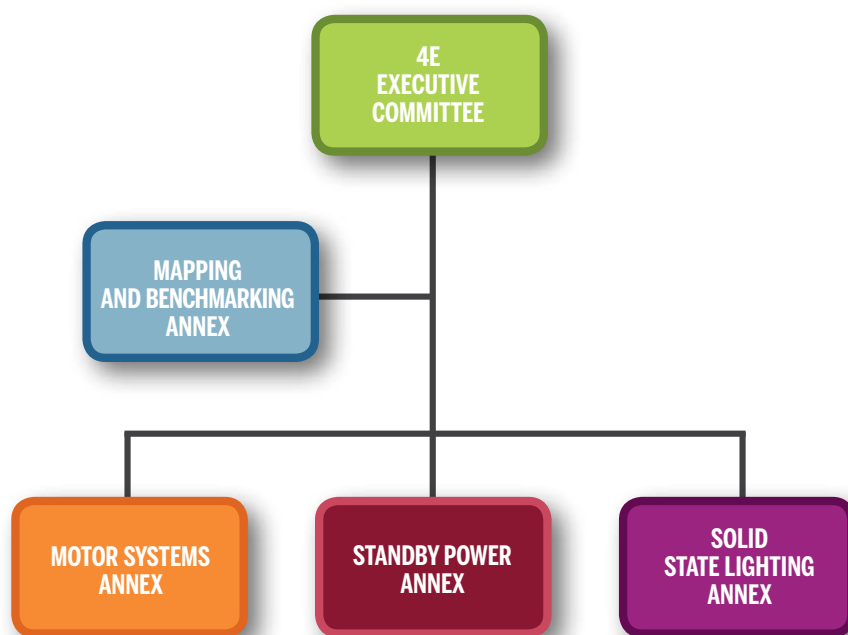 4E
EXECUTIVE
COMMITTEE
MAPPING
AND BENCHMARKING
ANNEX
MOTOR SYSTEMS
ANNEX
STANDBY POWER
ANNEX
SOLID
STATE LIGHTING
ANNEX